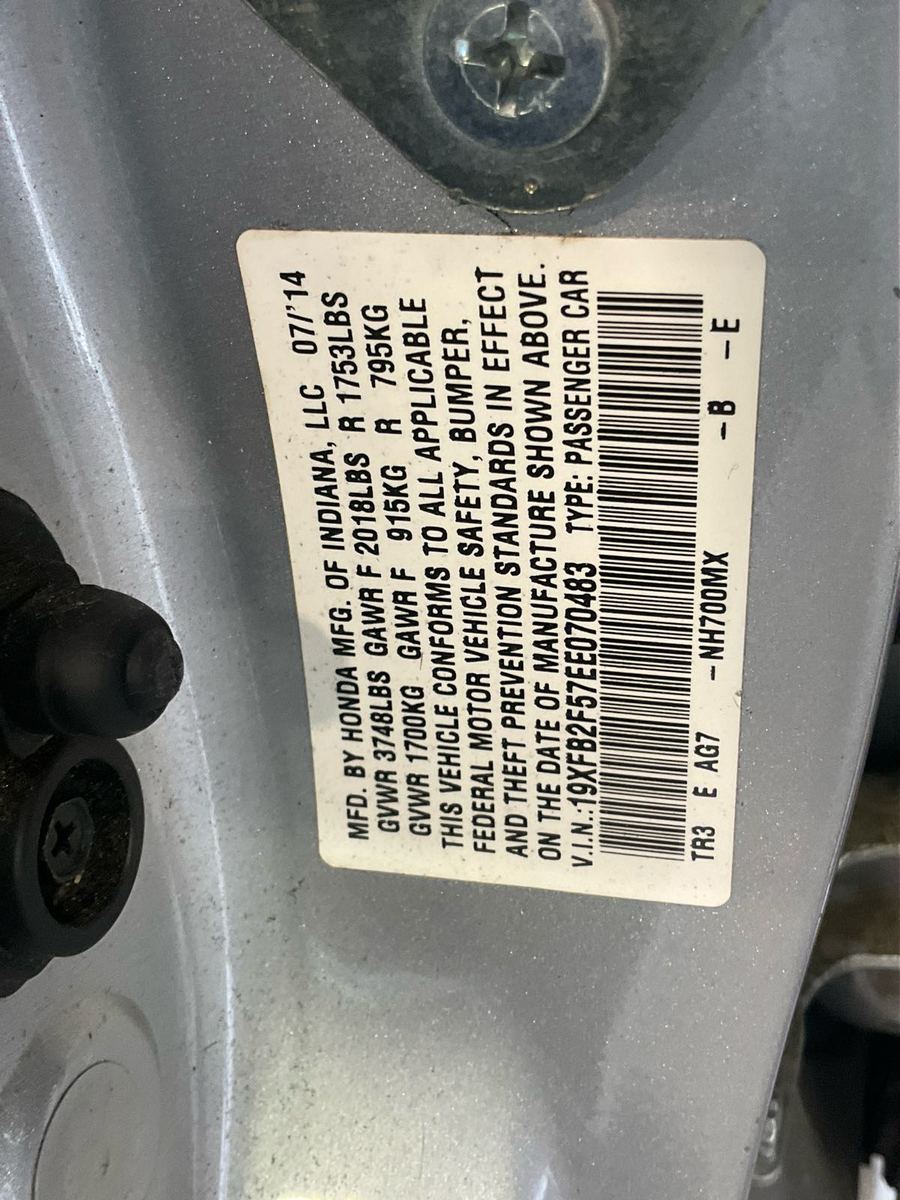 MFD. BY HONDA MFG. OF INDIANA, LLC 07/'14
GVWR 3748LBS GAWR F 2018LBS R 1753LBS
GVWR 1700KG GAWR F 915KG R 795KG
THIS VEHICLE CONFORMS TO ALL APPLICABLE
FEDERAL MOTOR VEHICLE SAFETY, BUMPER,
AND THEFT PREVENTION STANDARDS IN EFFECT
ON THE DATE OF MANUFACTURE SHOWN ABOVE.
V.I.N.:19XFB2F57EE070483 TYPE: PASSENGER CAR
TR3 E AG7 –NH700MX –B –E